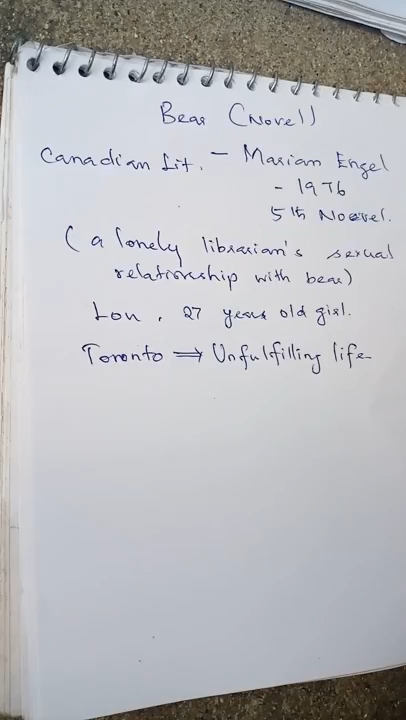 Bear (Novel)
Canadian Lit. - Marian Engel
- 1976
5th Noovel.
(a lonely librarian's sexual
relationship with bear)
Lou, 27 years old girl.
Toronto ⇒ Unfulfilling life